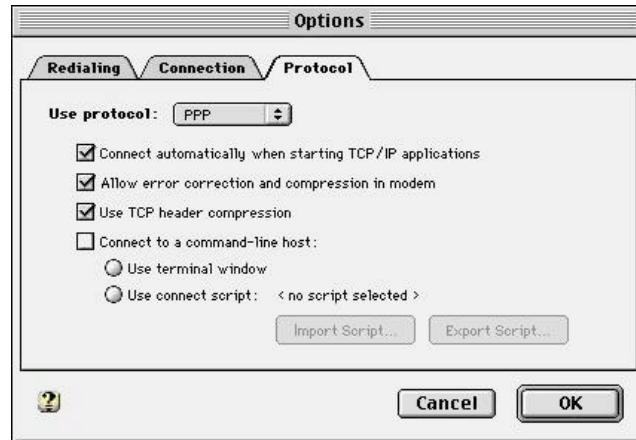 Options
Redialing Connection Protocol
Use protocol: PPP
Connect automatically when starting TCP/IP applications
Allow error correction and compression in modem
Use TCP header compression
Connect to a command-line host:
Use terminal window
Use connect script: < no script selected >
Import Script... Export Script...
? Cancel OK